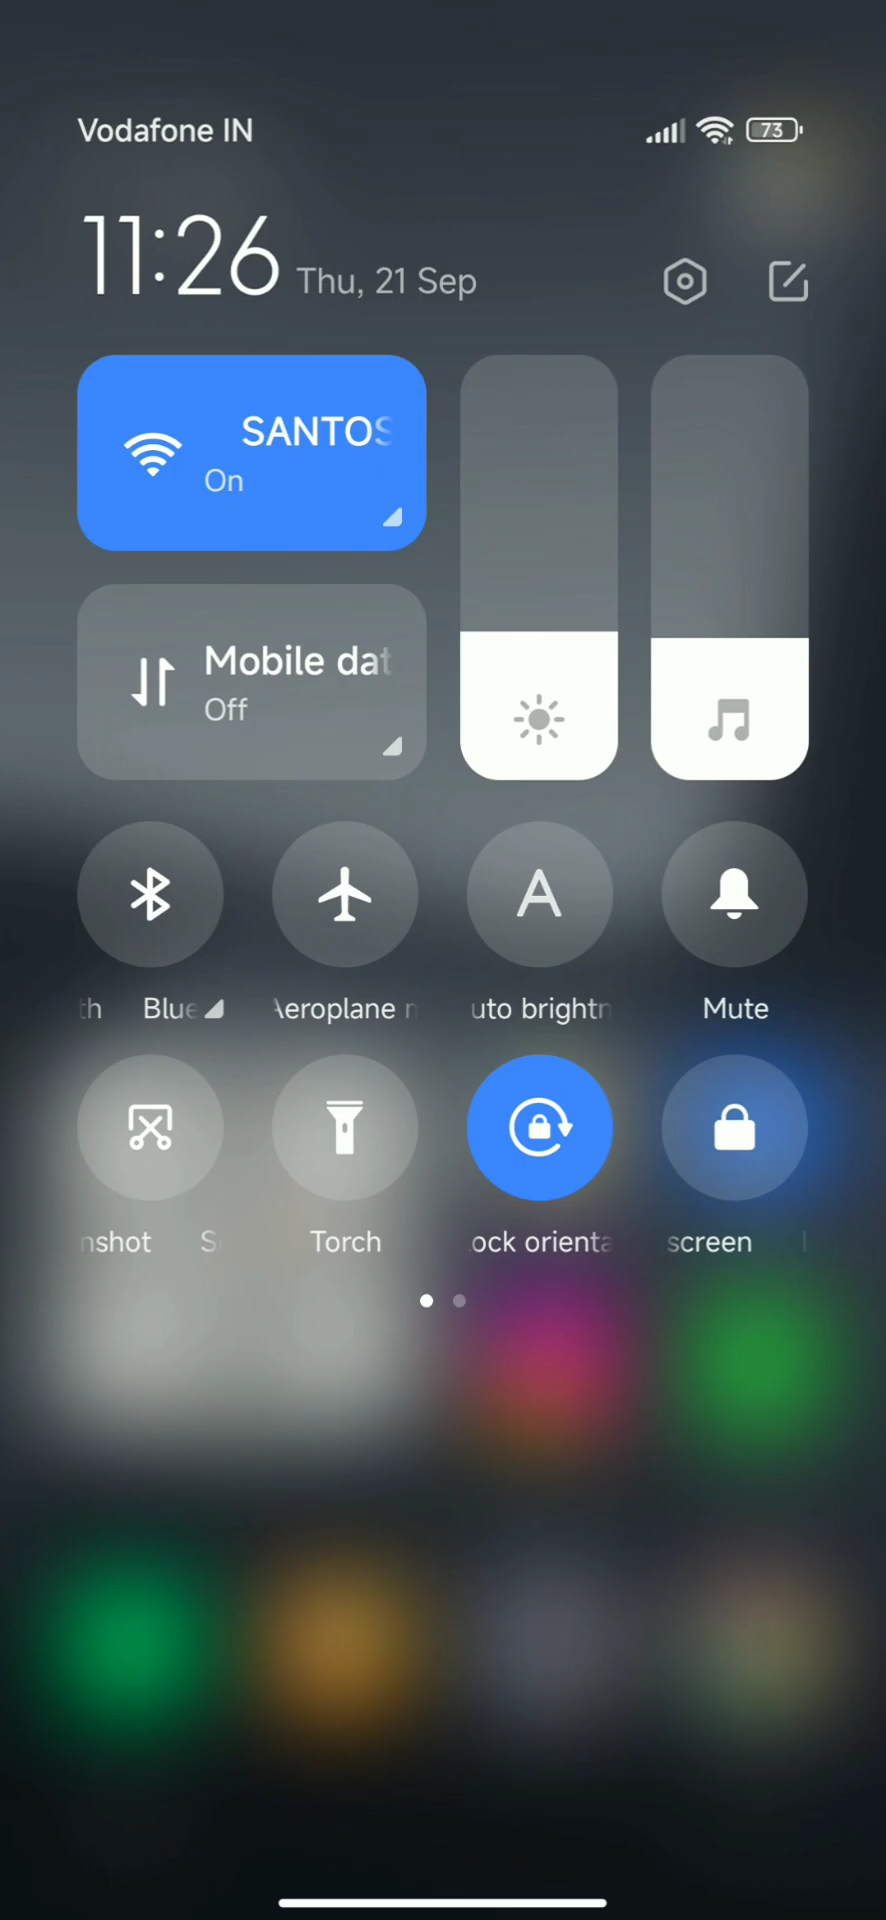 Vodafone IN
73
11:26 Thu, 21 Sep
SANTOS
On
Mobile dat
Off
th Blue Aeroplane m uto brightn Mute
nshot S Torch ock orienta screen